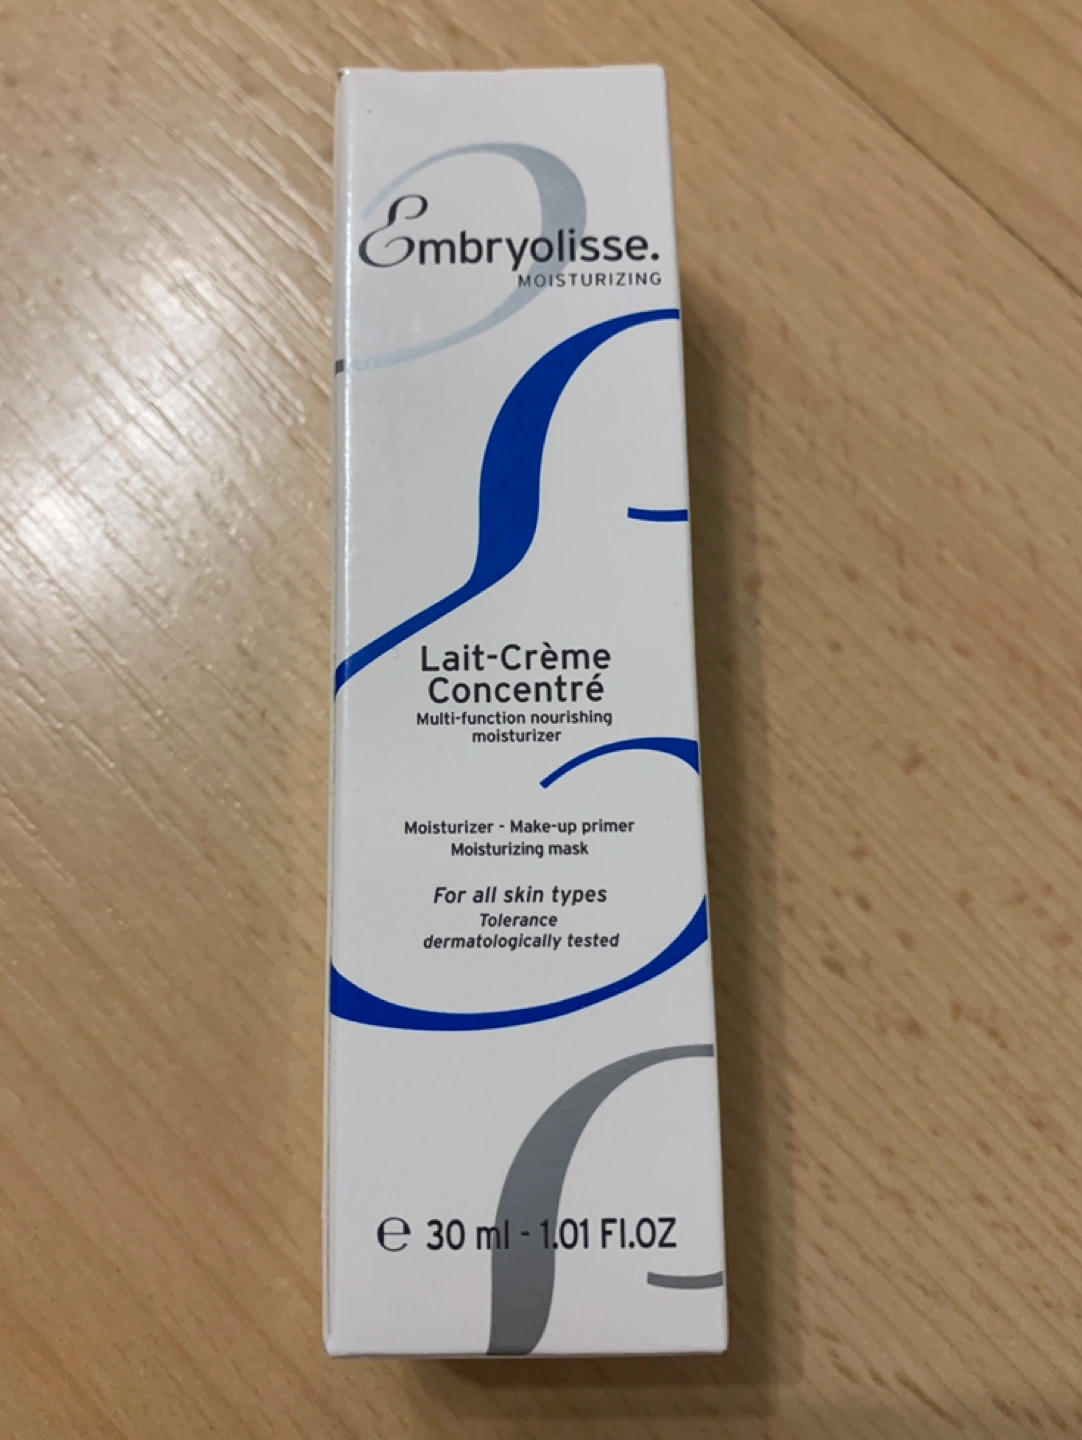 Embryolisse.
MOISTURIZING
Lait-Crème
Concentré
Multi-function nourishing
moisturizer
Moisturizer - Make-up primer
Moisturizing mask
For all skin types
Tolerance
dermatologically tested
℮ 30 ml - 1.01 Fl.OZ